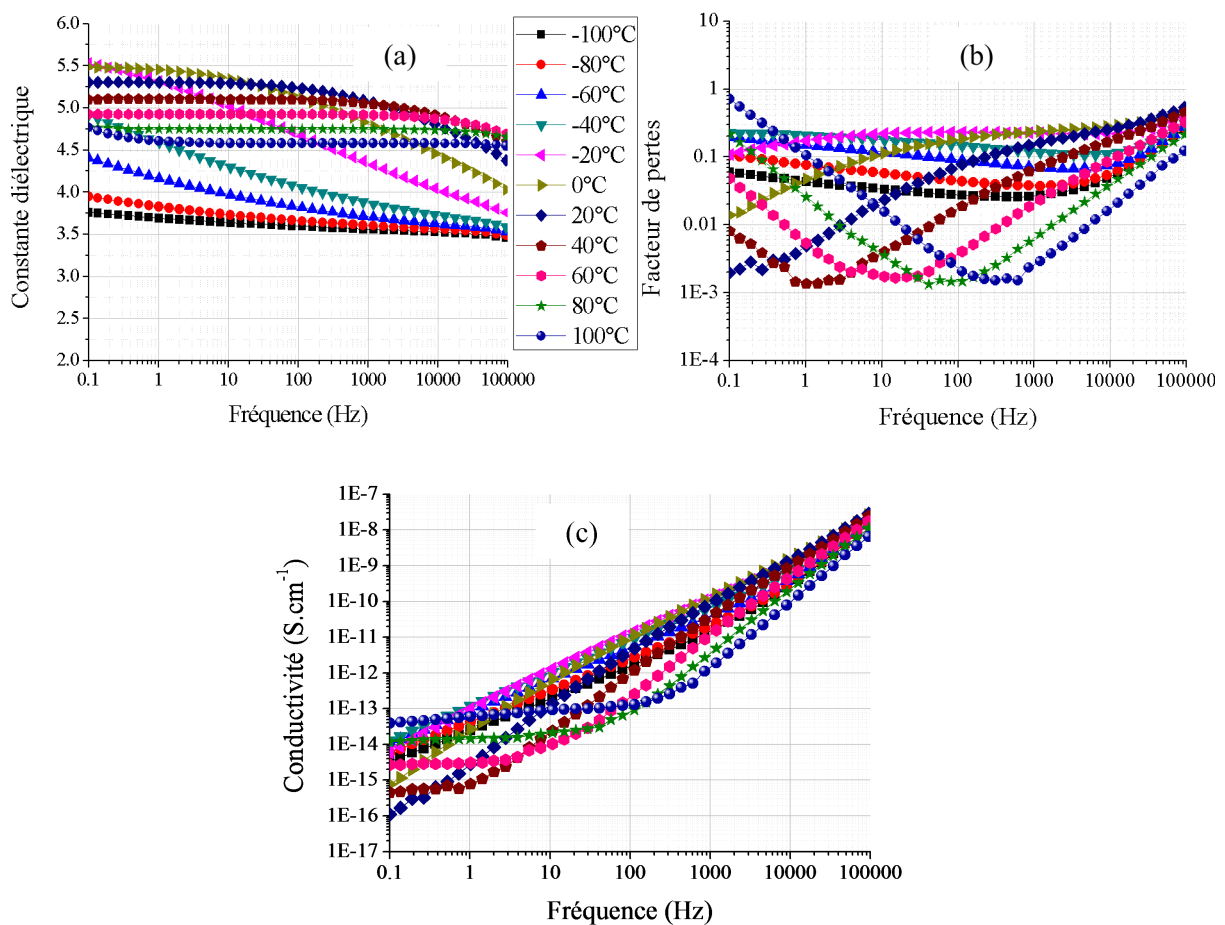 (a)
Constante diélectrique
6.0
5.5
5.0
4.5
4.0
3.5
3.0
2.5
2.0
0.1 1 10 100 1000 10000 100000
Fréquence (Hz)
-100°C
-80°C
-60°C
-40°C
-20°C
0°C
20°C
40°C
60°C
80°C
100°C
(b)
Facteur de pertes
10
1
0.1
0.01
1E-3
1E-4
0.1 1 10 100 1000 10000 100000
Fréquence (Hz)
(c)
Conductivité (S.cm⁻¹)
1E-7
1E-8
1E-9
1E-10
1E-11
1E-12
1E-13
1E-14
1E-15
1E-16
1E-17
0.1 1 10 100 1000 10000 100000
Fréquence (Hz)